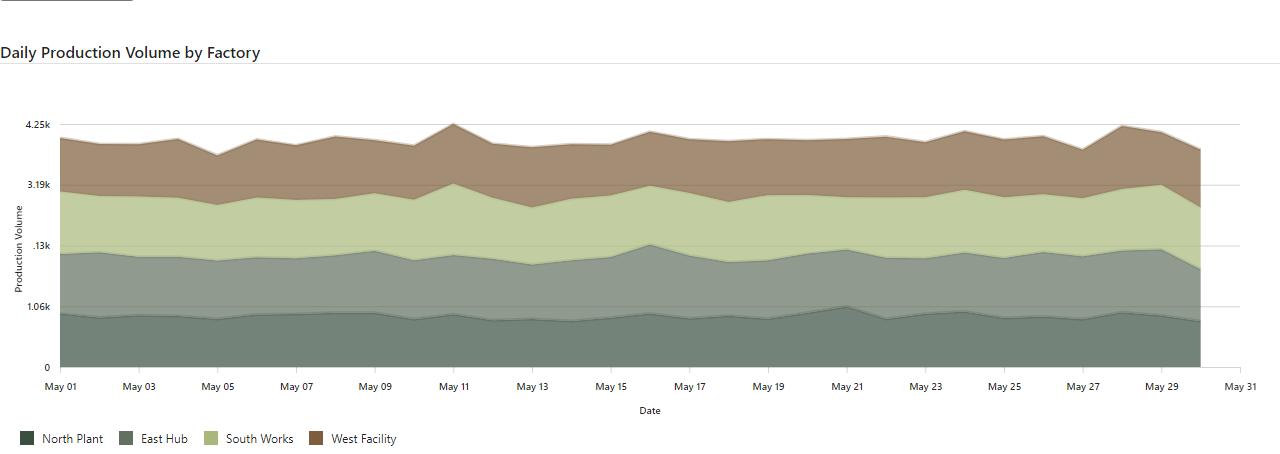 Daily Production Volume by Factory
4.25k
3.19k
.13k
1.06k
0
Production Volume
May 01 May 03 May 05 May 07 May 09 May 11 May 13 May 15 May 17 May 19 May 21 May 23 May 25 May 27 May 29 May 31
Date
North Plant East Hub South Works West Facility